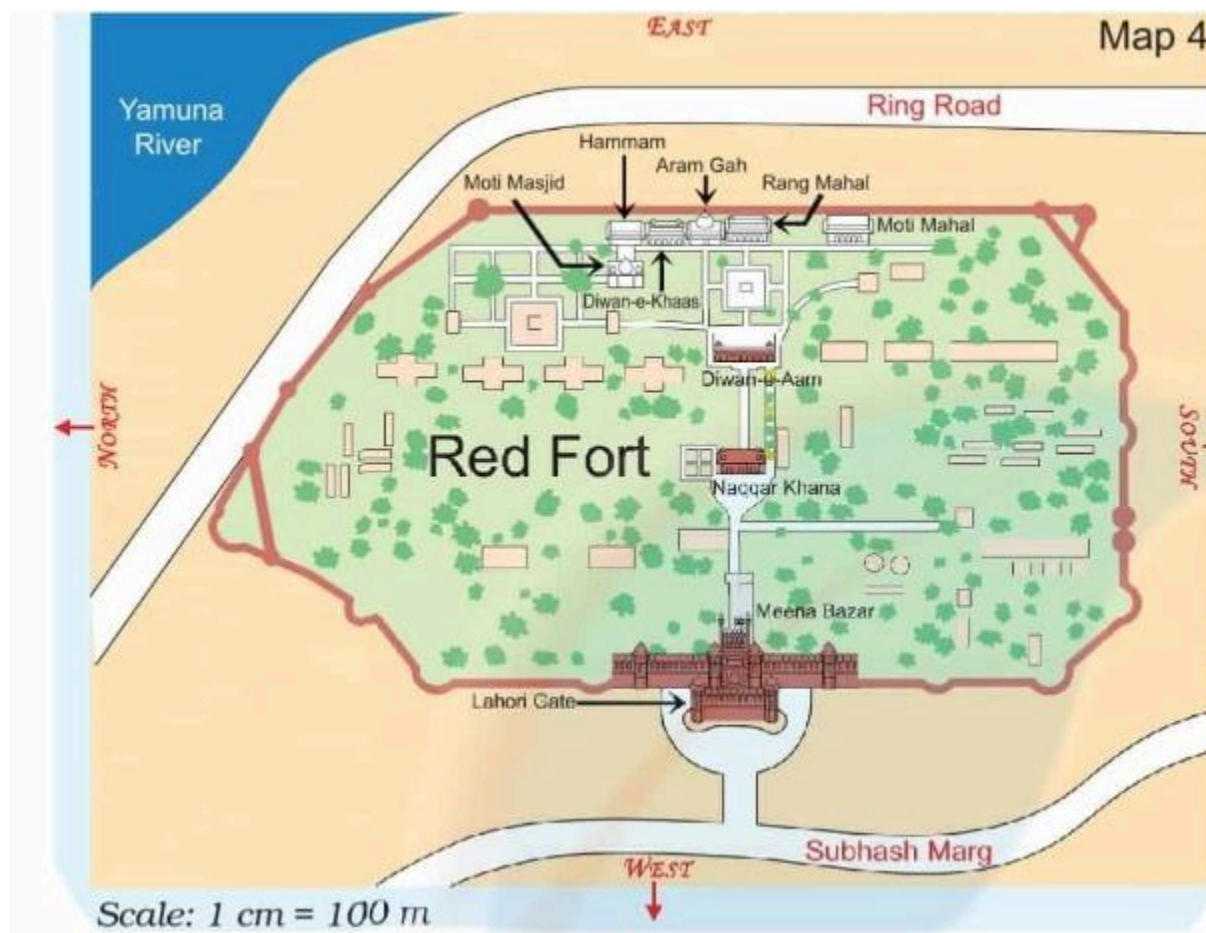 EAST
Map 4
Yamuna
River
Ring Road
Hammam
Aram Gah
Moti Masjid
Rang Mahal
Moti Mahal
Diwan-e-Khaas
Diwan-e-Aam
NORTH
SOUTH
Red Fort
Naqqar Khana
Meena Bazar
Lahori Gate
Subhash Marg
WEST
Scale: 1 cm = 100 m